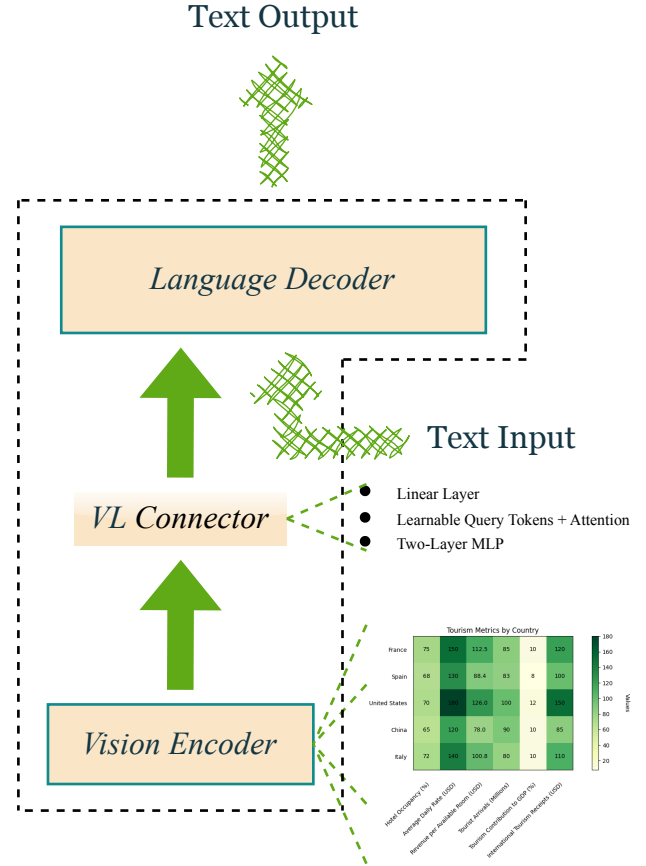 Text Output
Language Decoder
Text Input
VL Connector
Linear Layer
Learnable Query Tokens + Attention
Two-Layer MLP
Vision Encoder
Tourism Metrics by Country
France 75 150 112.5 85 10 120
Spain 68 130 88.4 83 8 100
United States 70 180 126.0 100 12 150
China 65 120 78.0 90 10 85
Italy 72 140 100.8 80 10 110
Hotel Occupancy (%)
Average Daily Rate (USD)
Revenue per Available Room (USD)
Tourist Arrivals (Millions)
Tourism Contribution to GDP (%)
International Tourism Receipts (USD)
180
160
140
120
100
80
60
40
20
Values